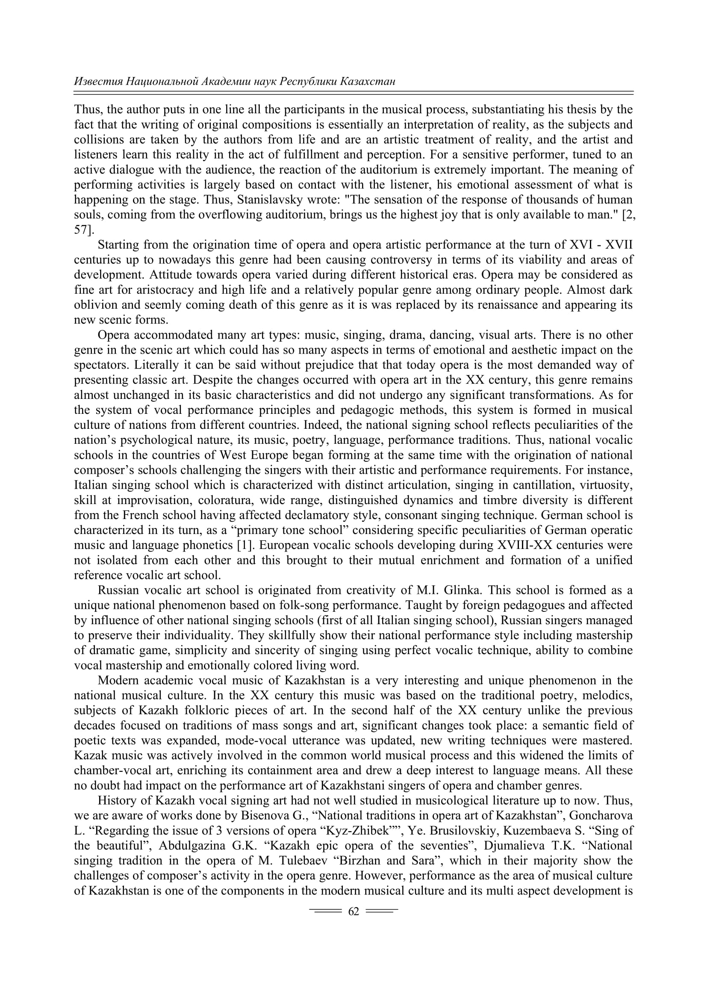 Известия Национальной Академии наук Республики Казахстан
Thus, the author puts in one line all the participants in the musical process, substantiating his thesis by the
fact that the writing of original compositions is essentially an interpretation of reality, as the subjects and
collisions are taken by the authors from life and are an artistic treatment of reality, and the artist and
listeners learn this reality in the act of fulfillment and perception. For a sensitive performer, tuned to an
active dialogue with the audience, the reaction of the auditorium is extremely important. The meaning of
performing activities is largely based on contact with the listener, his emotional assessment of what is
happening on the stage. Thus, Stanislavsky wrote: "The sensation of the response of thousands of human
souls, coming from the overflowing auditorium, brings us the highest joy that is only available to man." [2,
57].
Starting from the origination time of opera and opera artistic performance at the turn of XVI - XVII
centuries up to nowadays this genre had been causing controversy in terms of its viability and areas of
development. Attitude towards opera varied during different historical eras. Opera may be considered as
fine art for aristocracy and high life and a relatively popular genre among ordinary people. Almost dark
oblivion and seemly coming death of this genre as it is was replaced by its renaissance and appearing its
new scenic forms.
Opera accommodated many art types: music, singing, drama, dancing, visual arts. There is no other
genre in the scenic art which could has so many aspects in terms of emotional and aesthetic impact on the
spectators. Literally it can be said without prejudice that that today opera is the most demanded way of
presenting classic art. Despite the changes occurred with opera art in the XX century, this genre remains
almost unchanged in its basic characteristics and did not undergo any significant transformations. As for
the system of vocal performance principles and pedagogic methods, this system is formed in musical
culture of nations from different countries. Indeed, the national signing school reflects peculiarities of the
nation’s psychological nature, its music, poetry, language, performance traditions. Thus, national vocalic
schools in the countries of West Europe began forming at the same time with the origination of national
composer’s schools challenging the singers with their artistic and performance requirements. For instance,
Italian singing school which is characterized with distinct articulation, singing in cantillation, virtuosity,
skill at improvisation, coloratura, wide range, distinguished dynamics and timbre diversity is different
from the French school having affected declamatory style, consonant singing technique. German school is
characterized in its turn, as a “primary tone school” considering specific peculiarities of German operatic
music and language phonetics [1]. European vocalic schools developing during XVIII-XX centuries were
not isolated from each other and this brought to their mutual enrichment and formation of a unified
reference vocalic art school.
Russian vocalic art school is originated from creativity of M.I. Glinka. This school is formed as a
unique national phenomenon based on folk-song performance. Taught by foreign pedagogues and affected
by influence of other national singing schools (first of all Italian singing school), Russian singers managed
to preserve their individuality. They skillfully show their national performance style including mastership
of dramatic game, simplicity and sincerity of singing using perfect vocalic technique, ability to combine
vocal mastership and emotionally colored living word.
Modern academic vocal music of Kazakhstan is a very interesting and unique phenomenon in the
national musical culture. In the XX century this music was based on the traditional poetry, melodics,
subjects of Kazakh folkloric pieces of art. In the second half of the XX century unlike the previous
decades focused on traditions of mass songs and art, significant changes took place: a semantic field of
poetic texts was expanded, mode-vocal utterance was updated, new writing techniques were mastered.
Kazak music was actively involved in the common world musical process and this widened the limits of
chamber-vocal art, enriching its containment area and drew a deep interest to language means. All these
no doubt had impact on the performance art of Kazakhstani singers of opera and chamber genres.
History of Kazakh vocal signing art had not well studied in musicological literature up to now. Thus,
we are aware of works done by Bisenova G., “National traditions in opera art of Kazakhstan”, Goncharova
L. “Regarding the issue of 3 versions of opera “Kyz-Zhibek””, Ye. Brusilovskiy, Kuzembaeva S. “Sing of
the beautiful”, Abdulgazina G.K. “Kazakh epic opera of the seventies”, Djumalieva T.K. “National
singing tradition in the opera of M. Tulebaev “Birzhan and Sara”, which in their majority show the
challenges of composer’s activity in the opera genre. However, performance as the area of musical culture
of Kazakhstan is one of the components in the modern musical culture and its multi aspect development is
62